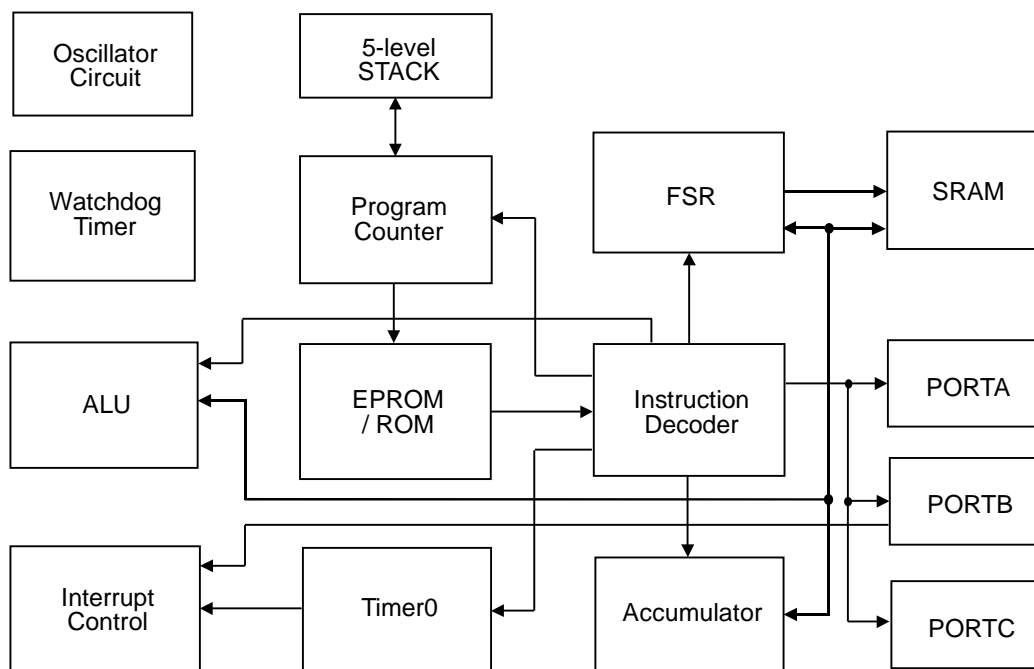 Oscillator
Circuit
5-level
STACK
Watchdog
Timer
Program
Counter
FSR
SRAM
ALU
EPROM
/ ROM
Instruction
Decoder
PORTA
PORTB
Interrupt
Control
Timer0
Accumulator
PORTC